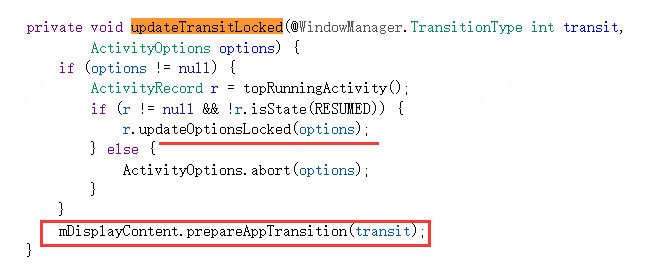 private void updateTransitLocked(@WindowManager.TransitionType int transit,
        ActivityOptions options) {
    if (options != null) {
        ActivityRecord r = topRunningActivity();
        if (r != null && !r.isState(RESUMED)) {
            r.updateOptionsLocked(options);
        } else {
            ActivityOptions.abort(options);
        }
    }
    mDisplayContent.prepareAppTransition(transit);
}